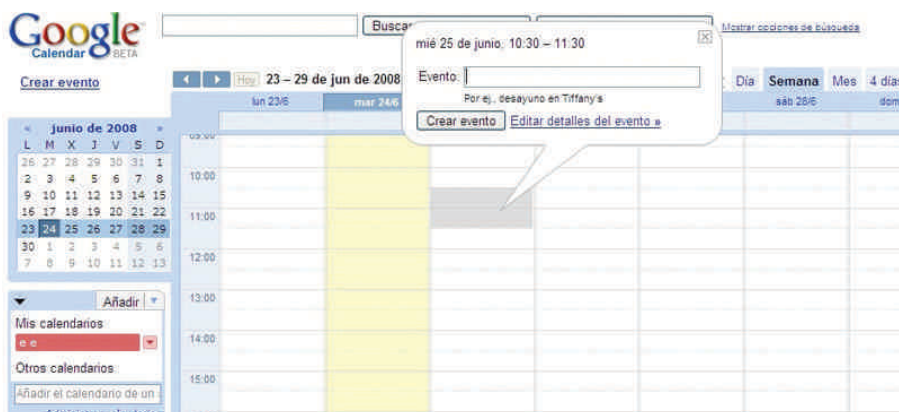 Google
Calendar BETA
Mostrar opciones de búsqueda
mié 25 de junio, 10:30 – 11:30
Evento:
Por ej., desayuno en Tiffany's
Crear evento Editar detalles del evento »
Crear evento
Hoy 23 – 29 de jun de 2008
Día Semana Mes 4 días
lun 23/6 mar 24/6 sáb 28/6 dom
« junio de 2008 »
L M X J V S D
26 27 28 29 30 31 1
2 3 4 5 6 7 8
9 10 11 12 13 14 15
16 17 18 19 20 21 22
23 24 25 26 27 28 29
30 1 2 3 4 5 6
7 8 9 10 11 12 13
10:00
11:00
12:00
13:00
14:00
15:00
Añadir
Mis calendarios
e e
Otros calendarios
Añadir el calendario de un